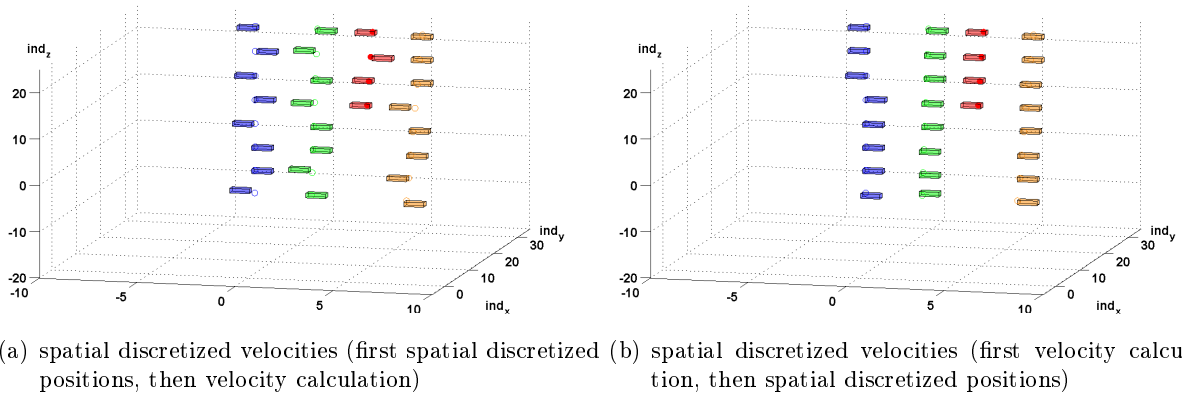 ind_z
20
10
0
-10
-20
-10
-5
0
5
10
ind_x
0
10
20
30
ind_y
ind_z
20
10
0
-10
-20
-10
-5
0
5
10
ind_x
0
10
20
30
ind_y
(a) spatial discretized velocities (first spatial discretized
positions, then velocity calculation)
(b) spatial discretized velocities (first velocity calcu
tion, then spatial discretized positions)